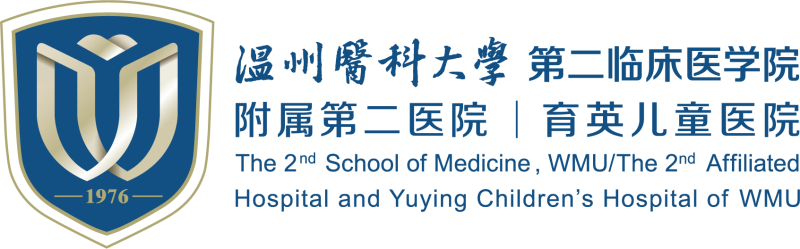 1976
温州醫科大學 第二临床医学院
附属第二医院｜育英儿童医院
The 2nd School of Medicine, WMU/The 2nd Affiliated
Hospital and Yuying Children's Hospital of WMU